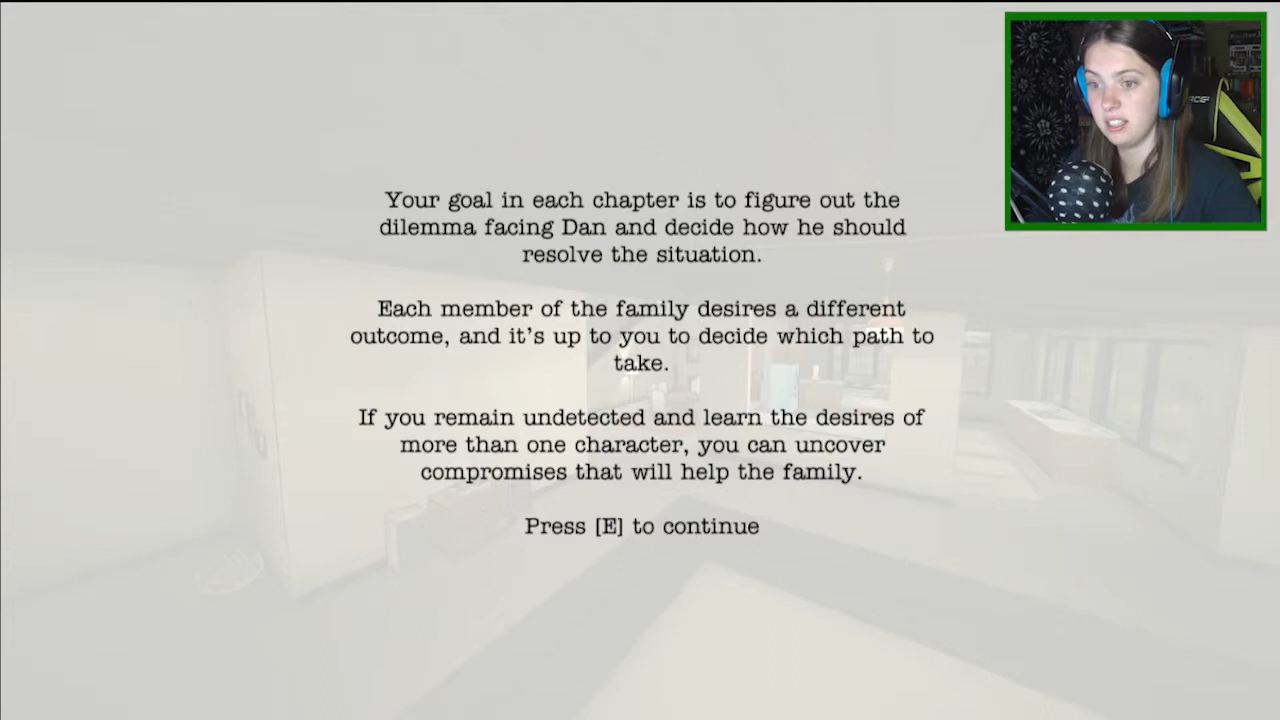 Your goal in each chapter is to figure out the
dilemma facing Dan and decide how he should
resolve the situation.
Each member of the family desires a different
outcome, and it's up to you to decide which path to
take.
If you remain undetected and learn the desires of
more than one character, you can uncover
compromises that will help the family.
Press [E] to continue